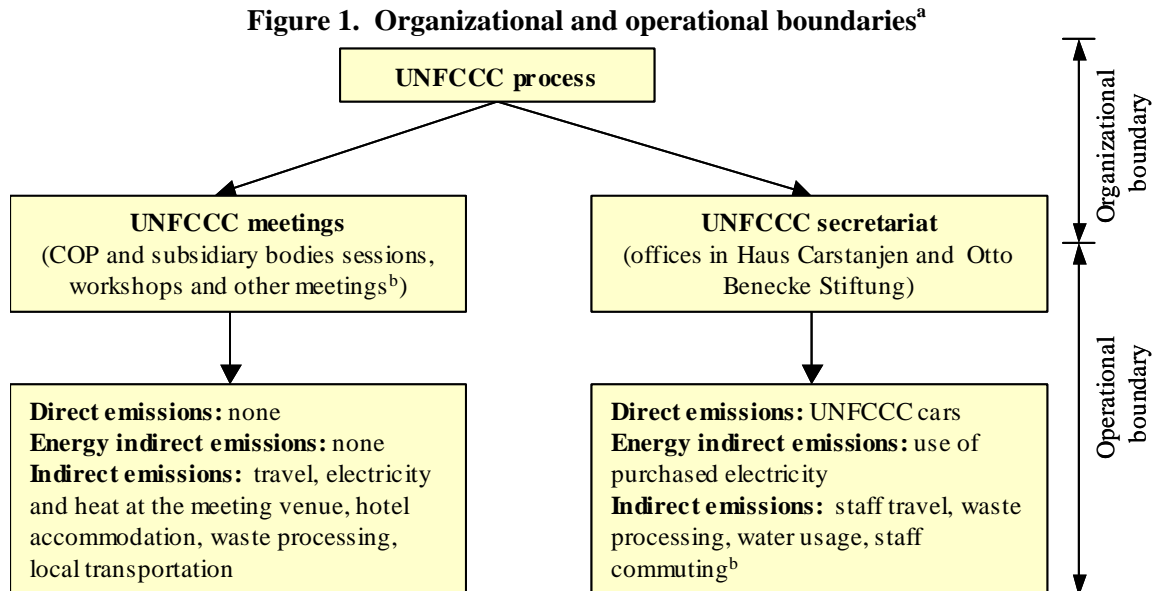 Figure 1. Organizational and operational boundariesª
UNFCCC process
Organizational
boundary
UNFCCC meetings
(COP and subsidiary bodies sessions,
workshops and other meetingsᵇ)
UNFCCC secretariat
(offices in Haus Carstanjen and Otto
Benecke Stiftung)
Operational
boundary
Direct emissions: none
Energy indirect emissions: none
Indirect emissions: travel, electricity
and heat at the meeting venue, hotel
accommodation, waste processing,
local transportation
Direct emissions: UNFCCC cars
Energy indirect emissions: use of
purchased electricity
Indirect emissions: staff travel, waste
processing, water usage, staff
commutingᵇ